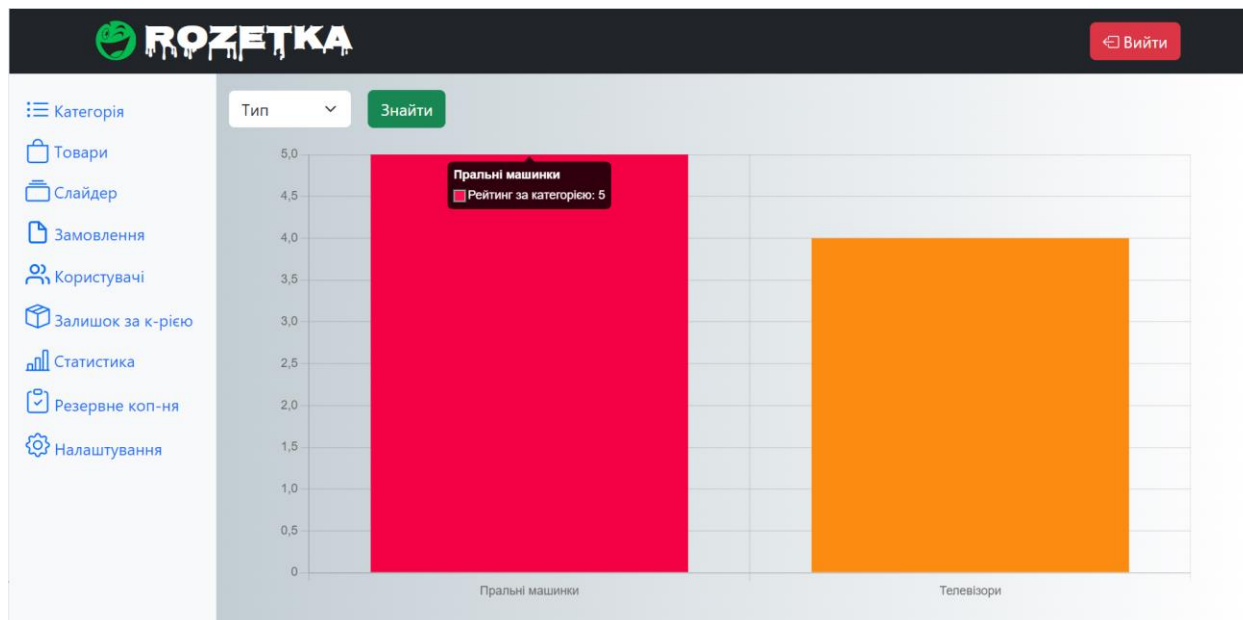 ROZETKA
Вийти
Категорія
Товари
Слайдер
Замовлення
Користувачі
Залишок за к-рією
Статистика
Резервне коп-ня
Налаштування
Тип
Знайти
5,0
4,5
4,0
3,5
3,0
2,5
2,0
1,5
1,0
0,5
0
Пральні машинки
Рейтинг за категорією: 5
Пральні машинки
Телевізори